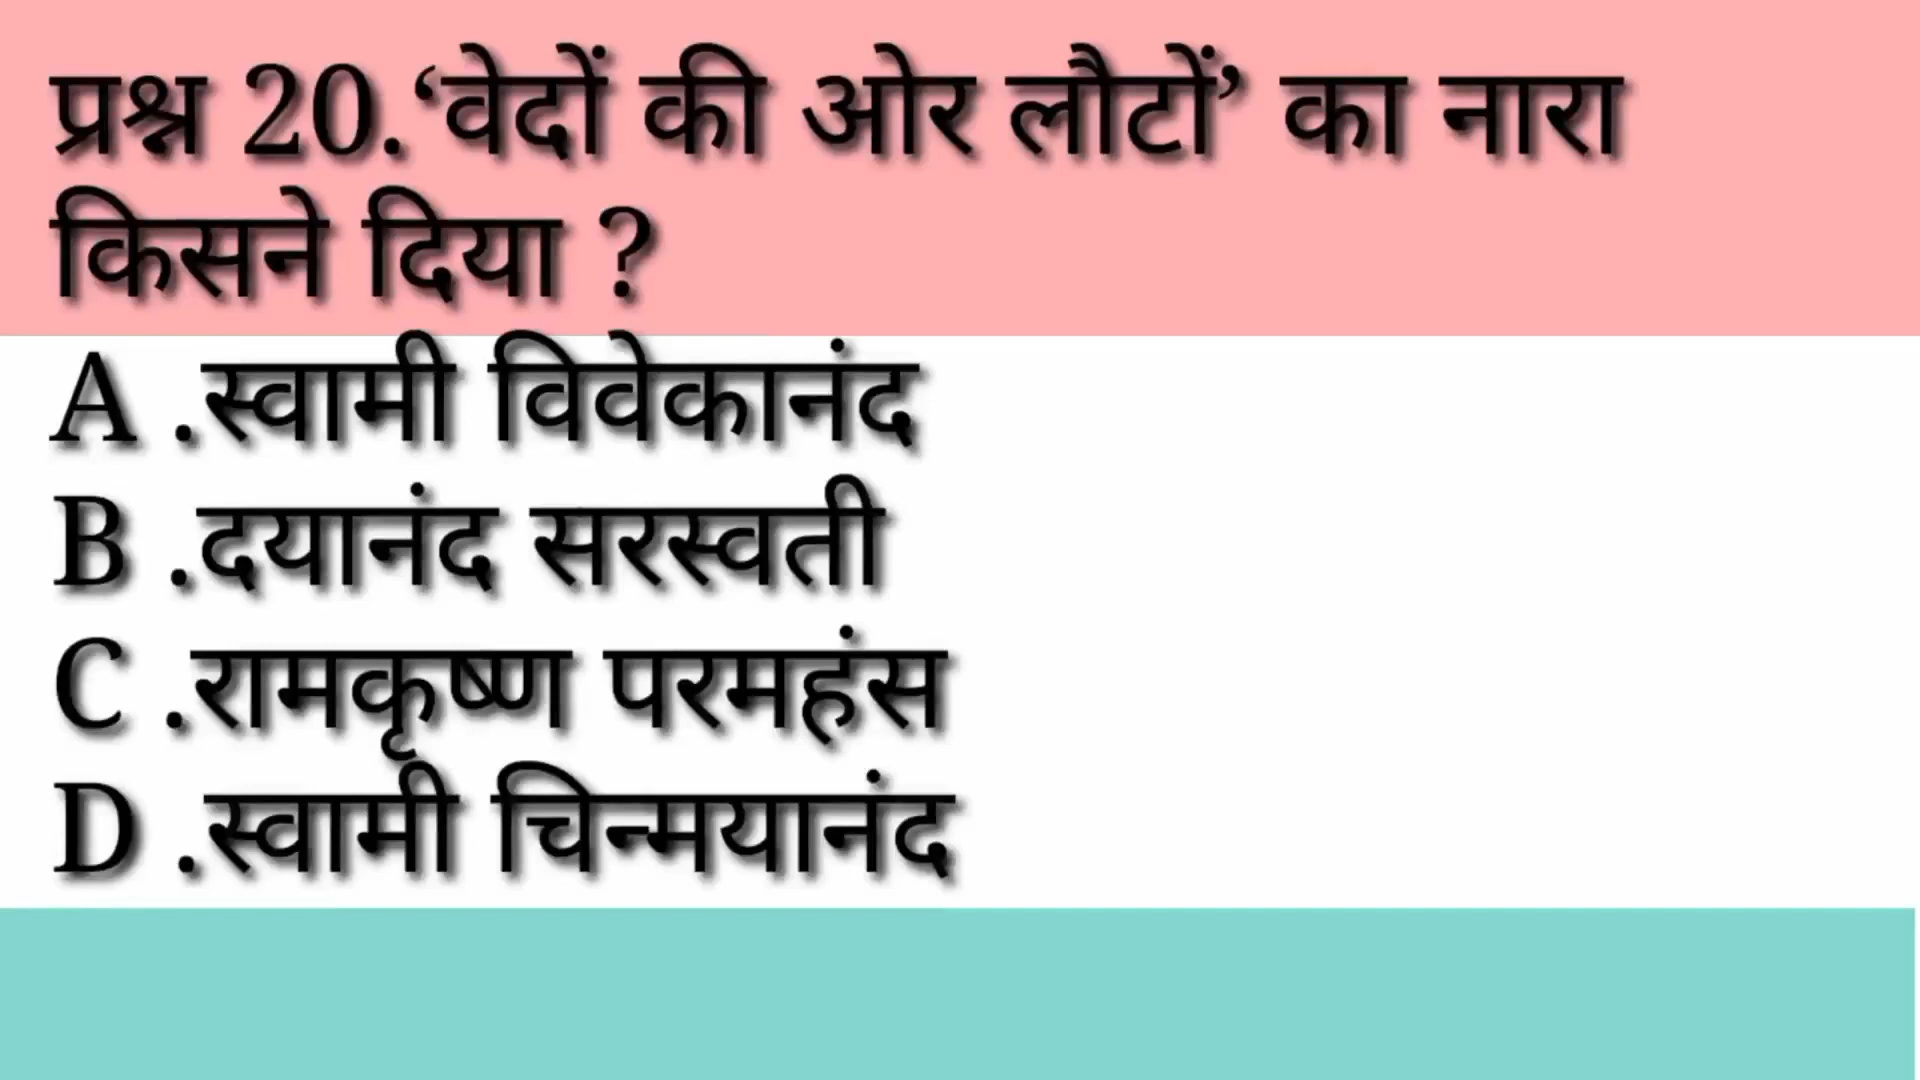 प्रश्न 20.‘वेदों की ओर लौटों’ का नारा
किसने दिया ?
A .स्वामी विवेकानंद
B .दयानंद सरस्वती
C .रामकृष्ण परमहंस
D .स्वामी चिन्मयानंद